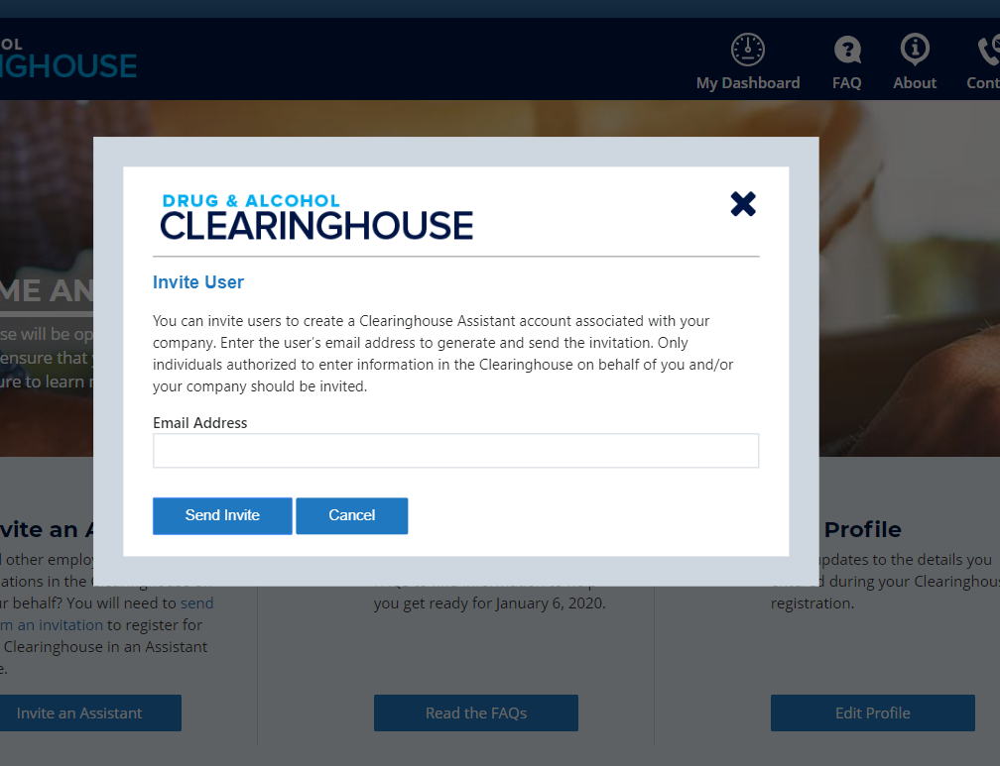 OL
GHOUSE
My Dashboard
FAQ
About
Cont
DRUG & ALCOHOL
CLEARINGHOUSE
Invite User
You can invite users to create a Clearinghouse Assistant account associated with your
company. Enter the user's email address to generate and send the invitation. Only
individuals authorized to enter information in the Clearinghouse on behalf of you and/or
your company should be invited.
Email Address
Send Invite
Cancel
ME AN
se will be op
ensure that
ure to learn
vite an A
other emplo
ations in the
r behalf? You will need to send
m an invitation to register for
Clearinghouse in an Assistant
e.
Invite an Assistant
you get ready for January 6, 2020.
Read the FAQs
Profile
pdates to the details you
d during your Clearinghous
registration.
Edit Profile